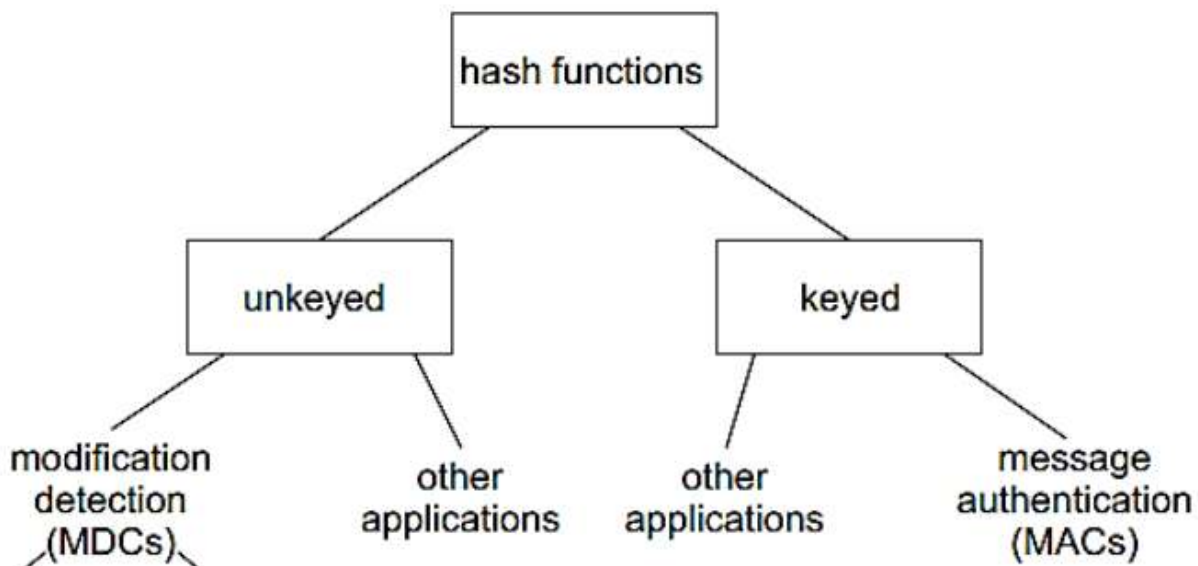 hash functions
unkeyed
keyed
modification
detection
(MDCs)
other
applications
other
applications
message
authentication
(MACs)